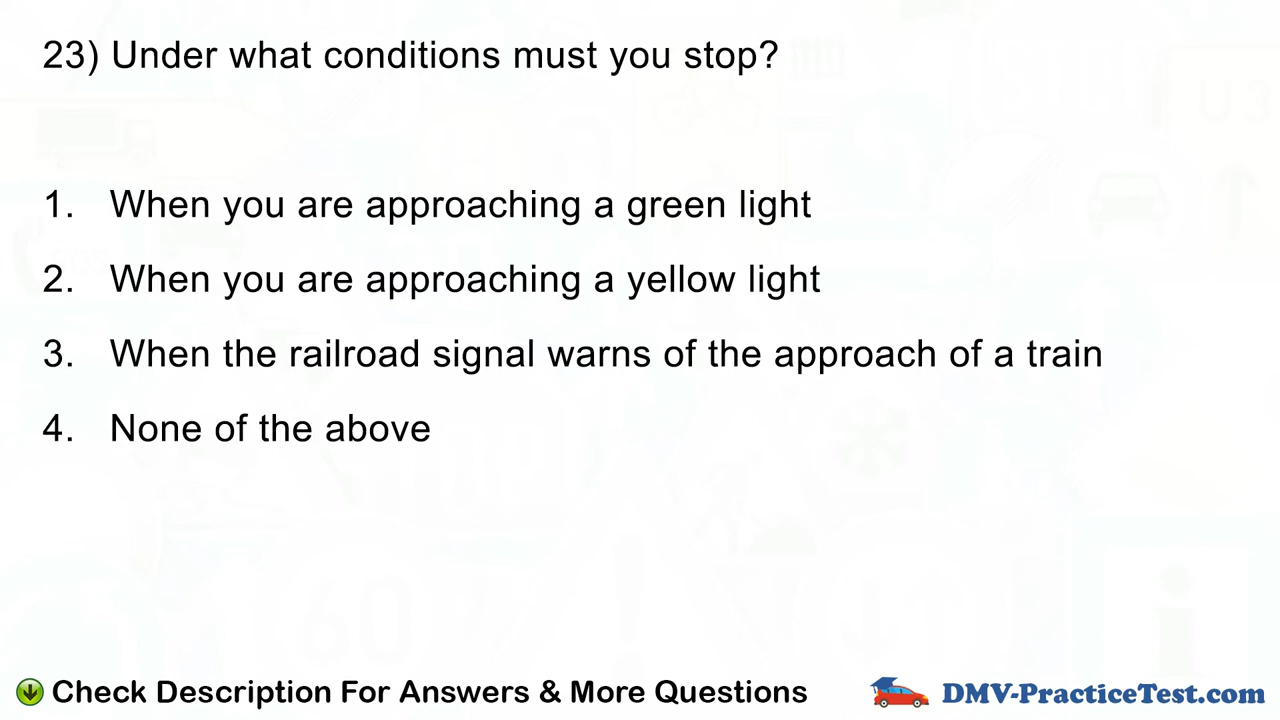 23) Under what conditions must you stop?
1. When you are approaching a green light
2. When you are approaching a yellow light
3. When the railroad signal warns of the approach of a train
4. None of the above
Check Description For Answers & More Questions
DMV-PracticeTest.com